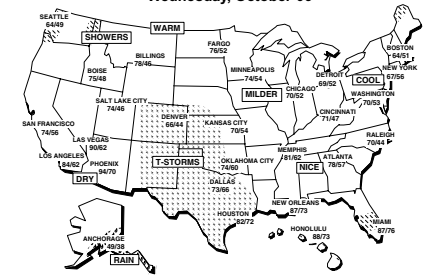 Wednesday, October
SEATTLE
64/49
SHOWERS
WARM
BILLINGS
78/46
BOISE
75/48
FARGO
76/52
MINNEAPOLIS
74/54
BOSTON
64/51
NEW YORK
67/56
DETROIT
69/52
COOL
CHICAGO
70/52
MILDER
WASHINGTON
70/53
SALT LAKE CITY
74/46
DENVER
66/44
KANSAS CITY
70/54
CINCINNATI
71/47
SAN FRANCISCO
74/56
LAS VEGAS
90/62
RALEIGH
70/44
LOS ANGELES
84/62
PHOENIX
94/70
DRY
T-STORMS
OKLAHOMA CITY
74/60
MEMPHIS
81/62
NICE
ATLANTA
78/57
DALLAS
73/66
HOUSTON
82/72
NEW ORLEANS
87/73
MIAMI
87/76
ANCHORAGE
49/38
RAIN
HONOLULU
88/73